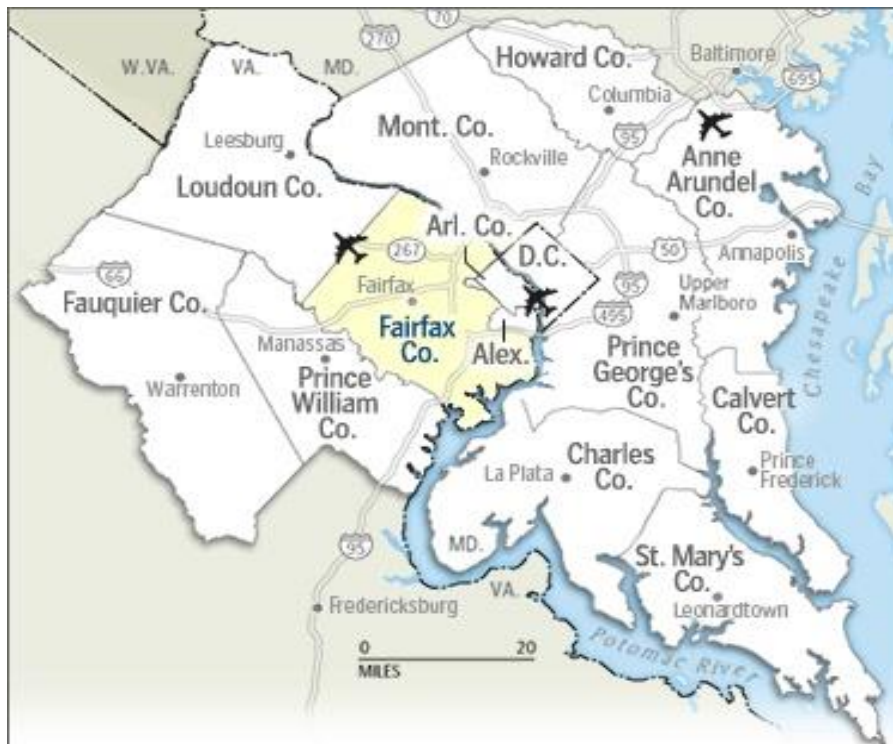 70
270
Howard Co.
Baltimore
695
W.VA.
VA.
MD.
Columbia
95
Mont. Co.
Leesburg
Rockville
Anne
Arundel
Co.
Loudoun Co.
Arl. Co.
267
D.C.
50
Annapolis
66
Fairfax
95
Upper
Marlboro
Fauquier Co.
495
Fairfax
Co.
Alex.
Manassas
Prince
George's
Co.
Prince
William
Co.
Warrenton
Calvert
Co.
Chesapeake Bay
Charles
Co.
La Plata
Prince
Frederick
95
MD.
St. Mary's
Co.
VA.
Leonardtown
Fredericksburg
Potomac River
0 20
MILES